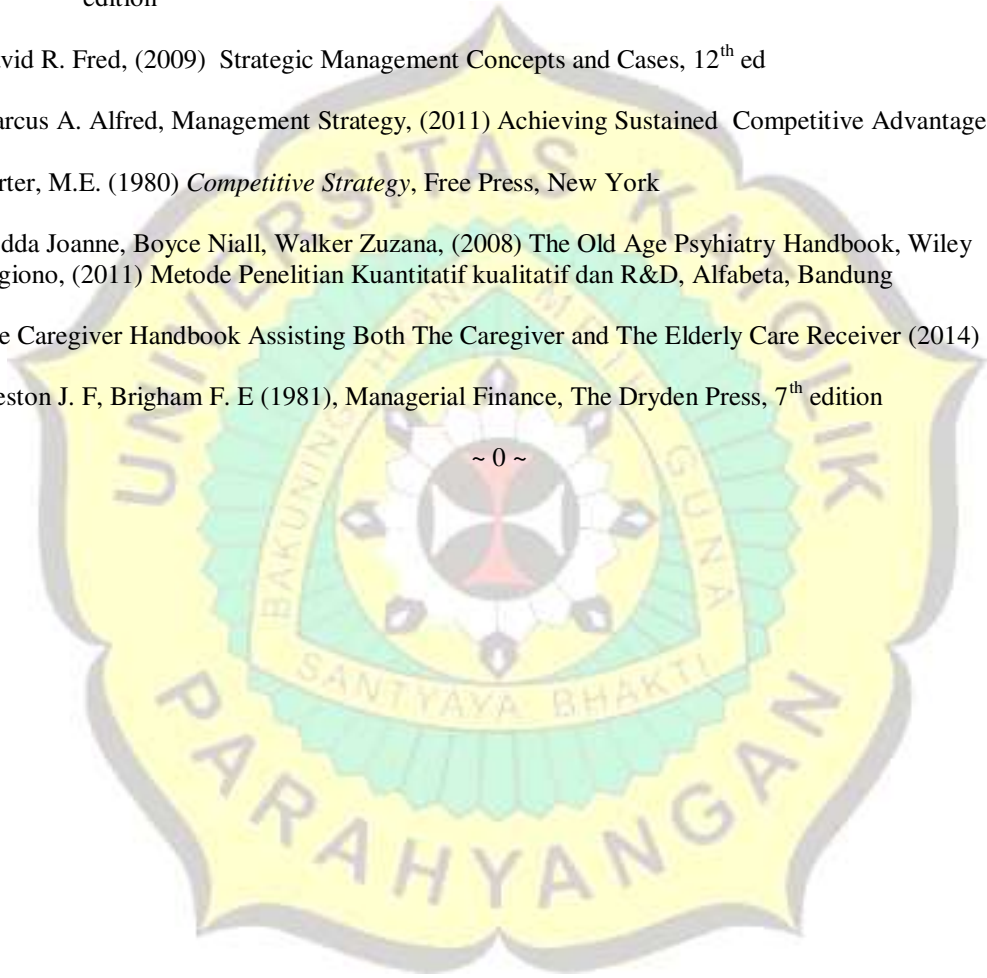 edition
vid R. Fred, (2009) Strategic Management Concepts and Cases, 12th ed
arcus A. Alfred, Management Strategy, (2011) Achieving Sustained Competitive Advantage
rter, M.E. (1980) Competitive Strategy, Free Press, New York
dda Joanne, Boyce Niall, Walker Zuzana, (2008) The Old Age Psyhiatry Handbook, Wiley
giono, (2011) Metode Penelitian Kuantitatif kualitatif dan R&D, Alfabeta, Bandung
e Caregiver Handbook Assisting Both The Caregiver and The Elderly Care Receiver (2014)
eston J. F, Brigham F. E (1981), Managerial Finance, The Dryden Press, 7th edition
~ 0 ~
UNIVERSITAS KATOLIK
PARAHYANGAN
BAKUNING
GUNA
SANTYAYA BHAKTI